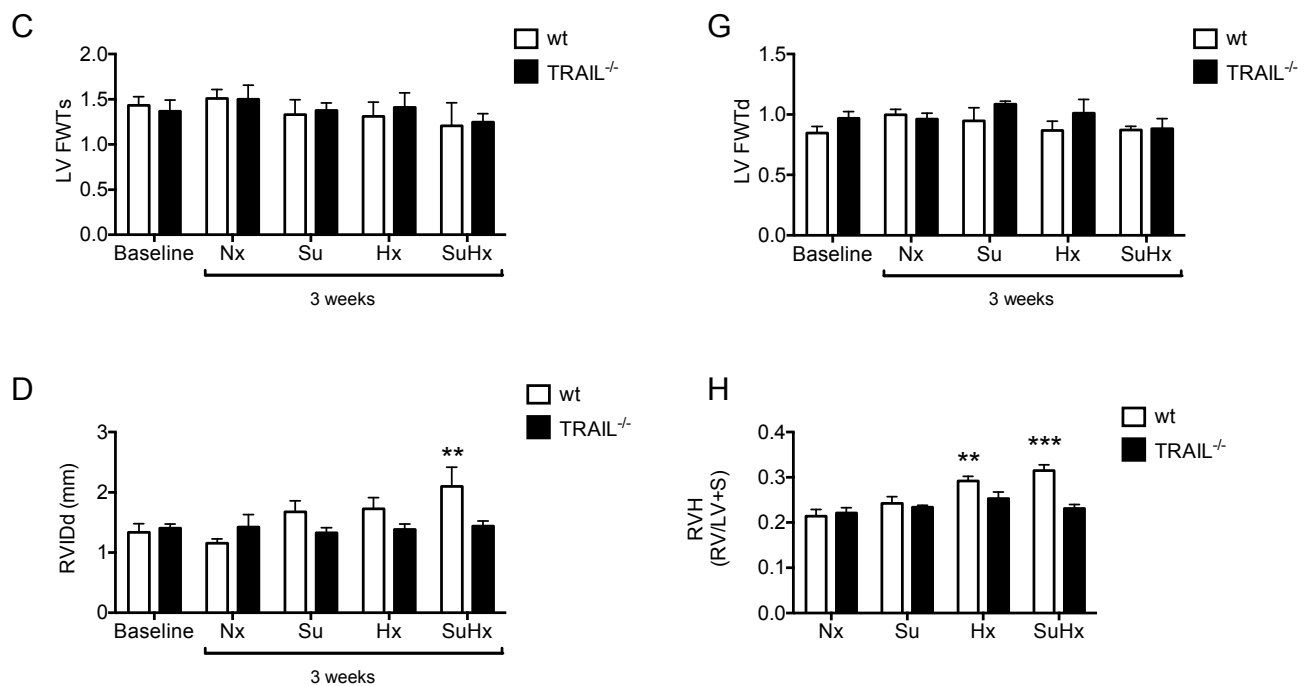 C
wt
TRAIL-/-
LV FWTs
2.0
1.5
1.0
0.5
0.0
Baseline Nx Su Hx SuHx
3 weeks
G
wt
TRAIL-/-
LV FWTd
1.0
0.5
0.0
Baseline Nx Su Hx SuHx
3 weeks
D
wt
TRAIL-/-
RVIDd (mm)
3
2
1
0
**
Baseline Nx Su Hx SuHx
3 weeks
H
wt
TRAIL-/-
RVH
(RV/LV+S)
0.4
0.3
0.2
0.1
0.0
** ***
Nx Su Hx SuHx